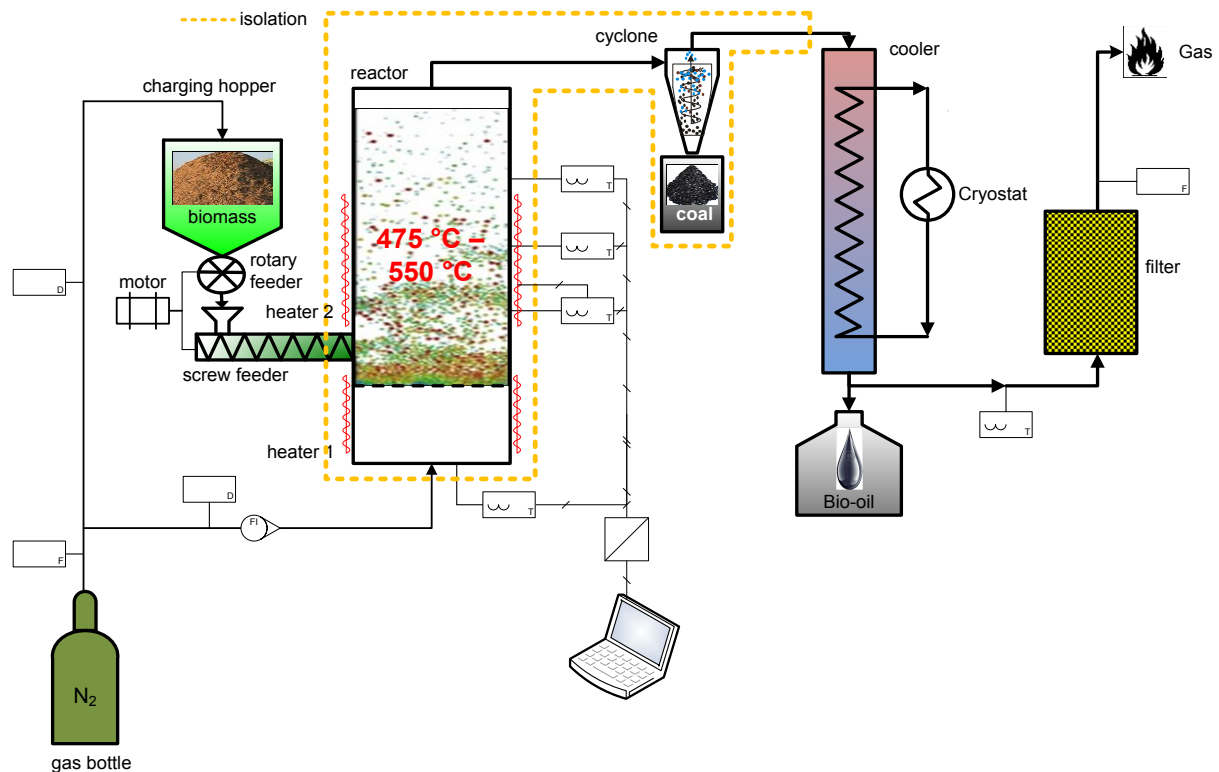 isolation
cyclone
cooler
Gas
reactor
charging hopper
biomass
coal
Cryostat
475 °C –
550 °C
rotary
feeder
motor
filter
F
D
heater 2
T
T
T
screw feeder
heater 1
T
Bio-oil
D
FI
T
F
N2
gas bottle